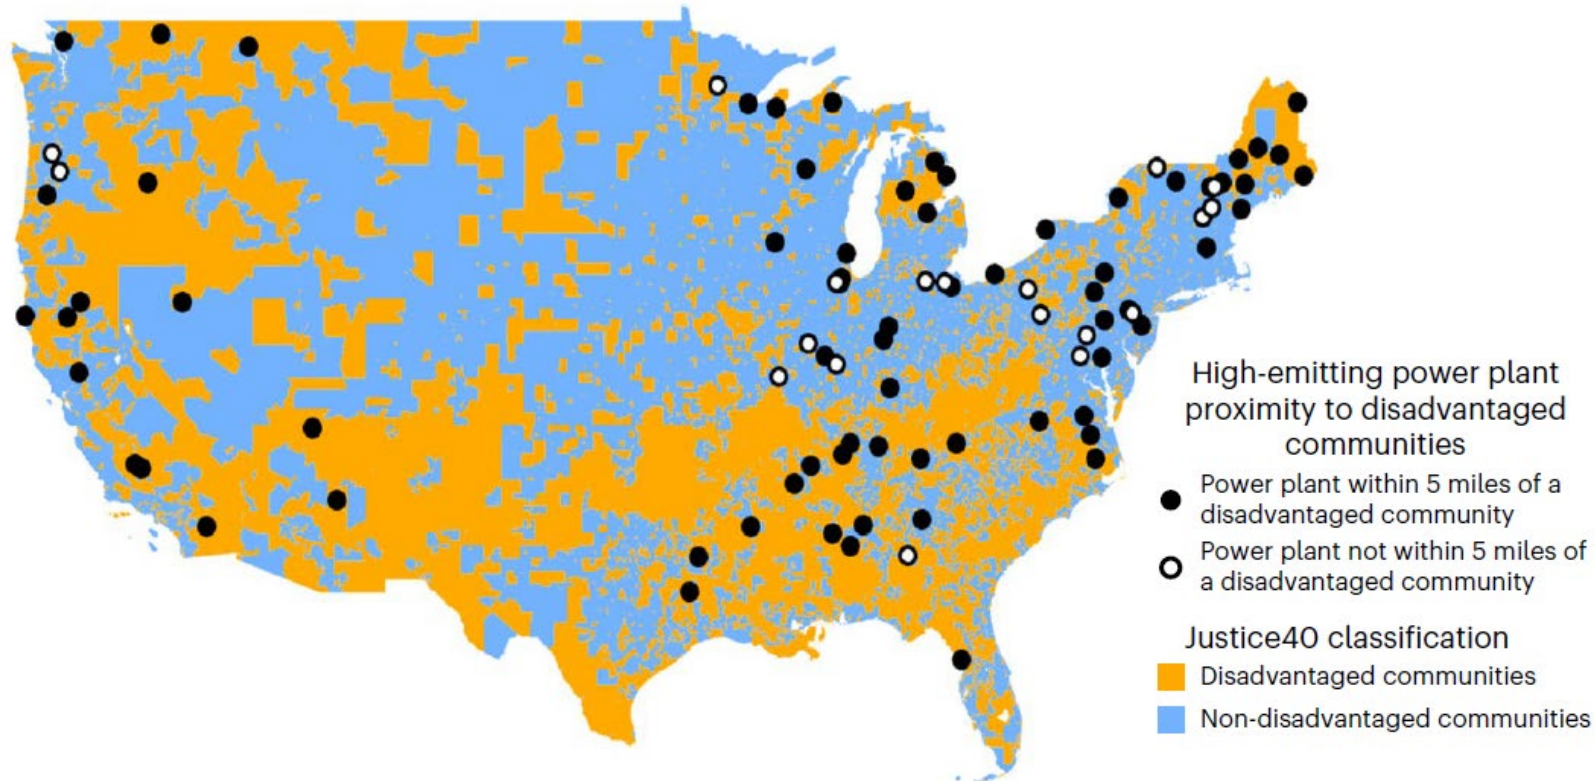 High-emitting power plant
proximity to disadvantaged
communities
Power plant within 5 miles of a
disadvantaged community
Power plant not within 5 miles of
a disadvantaged community
Justice40 classification
Disadvantaged communities
Non-disadvantaged communities